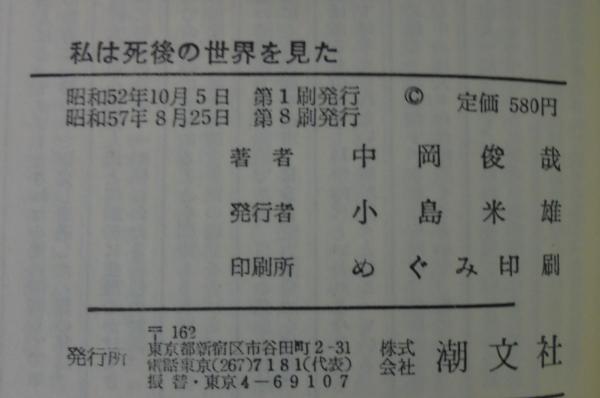 私は死後の世界を見た
昭和52年10月5日 第1刷発行 © 定価 580円
昭和57年8月25日 第8刷発行
著者 中岡俊哉
発行者 小島米雄
印刷所 めぐみ印刷
〒162
発行所 東京都新宿区市谷田町2-31 株式会社 潮文社
電話東京(267)7181(代表)
振替・東京4-69107